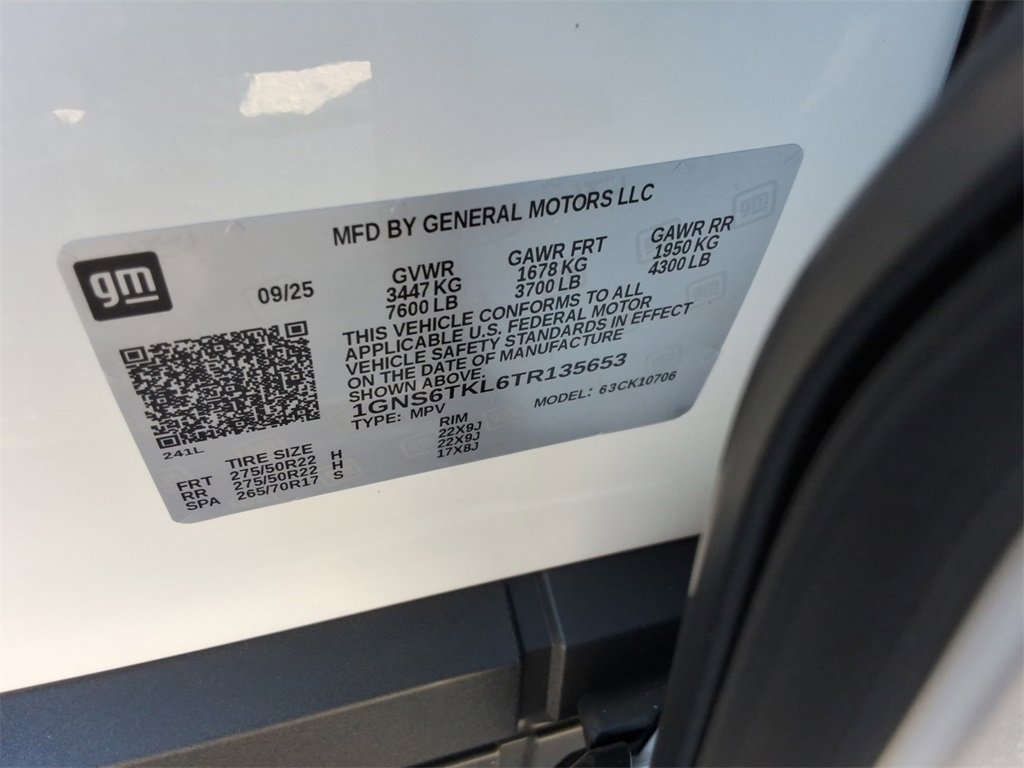 MFD BY GENERAL MOTORS LLC
gm
09/25
GVWR
3447 KG
7600 LB
GAWR FRT
1678 KG
3700 LB
GAWR RR
1950 KG
4300 LB
THIS VEHICLE CONFORMS TO ALL
APPLICABLE U.S. FEDERAL MOTOR
VEHICLE SAFETY STANDARDS IN EFFECT
ON THE DATE OF MANUFACTURE
SHOWN ABOVE.
1GNS6TKL6TR135653
TYPE: MPV MODEL: 63CK10706
241L
TIRE SIZE RIM
FRT 275/50R22 H 22X9J
RR 275/50R22 H 22X9J
SPA 265/70R17 S 17X8J